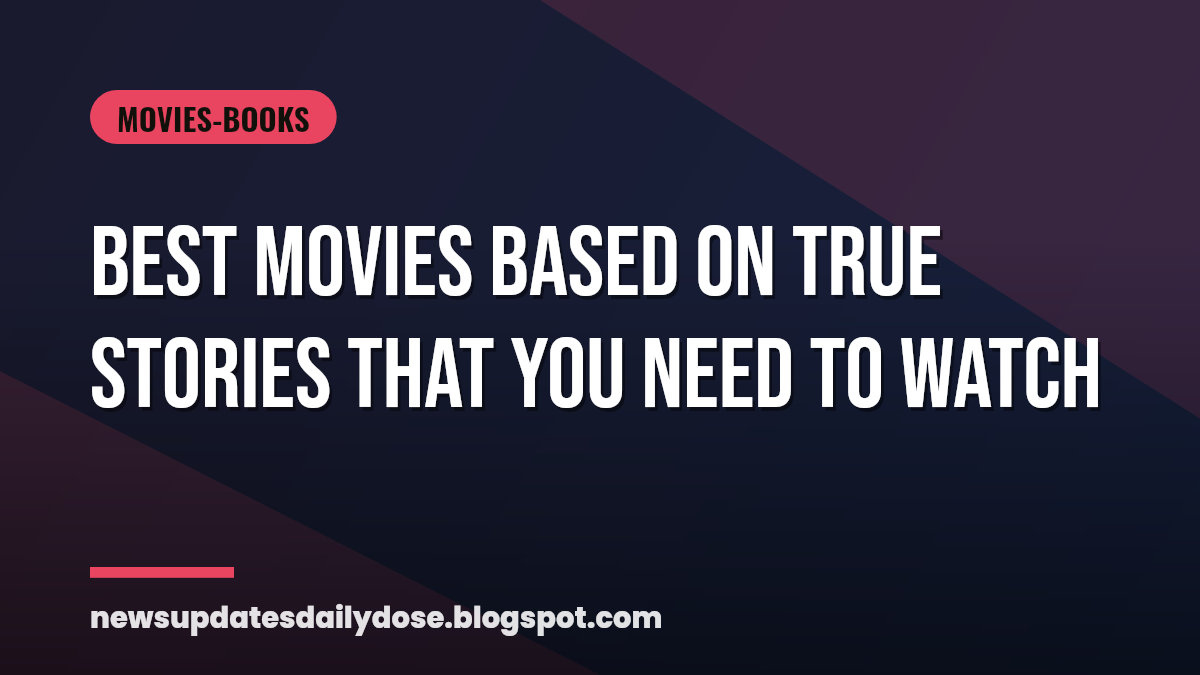 MOVIES-BOOKS
BEST MOVIES BASED ON TRUE
STORIES THAT YOU NEED TO WATCH
newsupdatesdailydose.blogspot.com